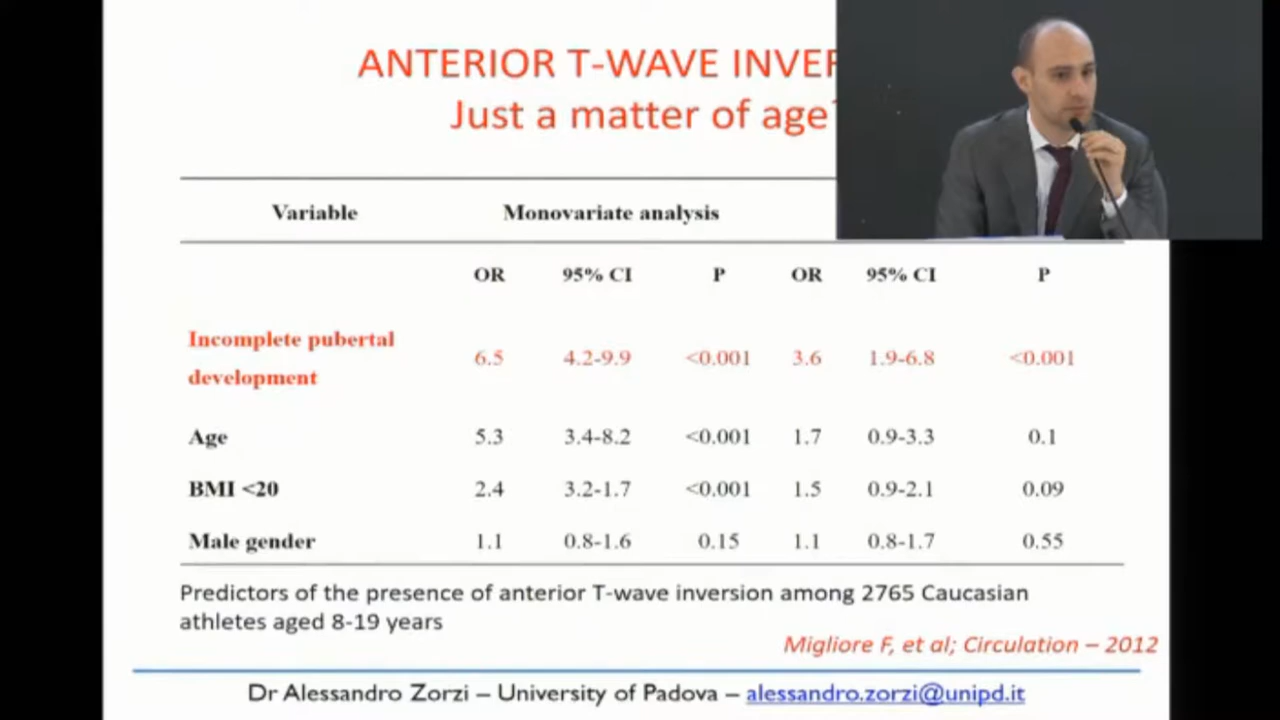 ANTERIOR T-WAVE
Just a matter of age
Variable Monovariate analysis
OR 95% CI P OR 95% CI P
Incomplete pubertal
development
6.5 4.2-9.9 <0.001 3.6 1.9-6.8 <0.001
Age 5.3 3.4-8.2 <0.001 1.7 0.9-3.3 0.1
BMI <20 2.4 3.2-1.7 <0.001 1.5 0.9-2.1 0.09
Male gender 1.1 0.8-1.6 0.15 1.1 0.8-1.7 0.55
Predictors of the presence of anterior T-wave inversion among 2765 Caucasian
athletes aged 8-19 years
Migliore F, et al; Circulation – 2012
Dr Alessandro Zorzi – University of Padova – alessandro.zorzi@unipd.it